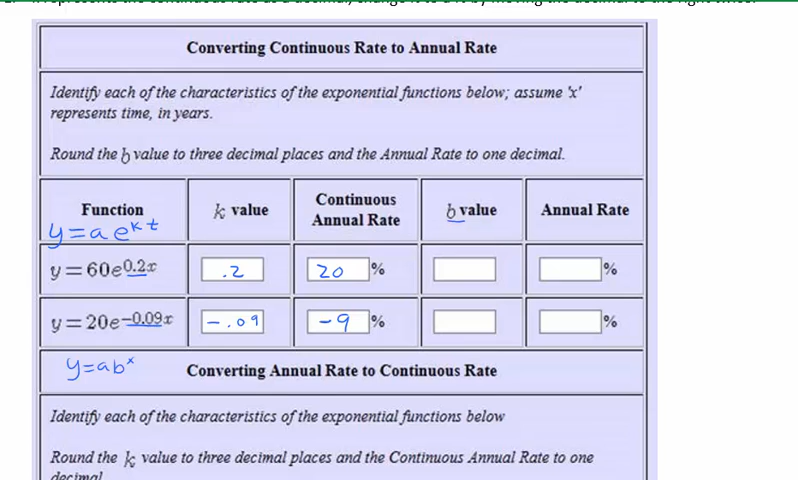 Converting Continuous Rate to Annual Rate
Identify each of the characteristics of the exponential functions below; assume 'x'
represents time, in years.
Round the b value to three decimal places and the Annual Rate to one decimal.
Function k value Continuous Annual Rate b value Annual Rate
y=ae^kt
y=60e^0.2x .2 20 % %
y=20e^-0.09x -.09 -9 % %
y=ab^x
Converting Annual Rate to Continuous Rate
Identify each of the characteristics of the exponential functions below
Round the k value to three decimal places and the Continuous Annual Rate to one
decimal